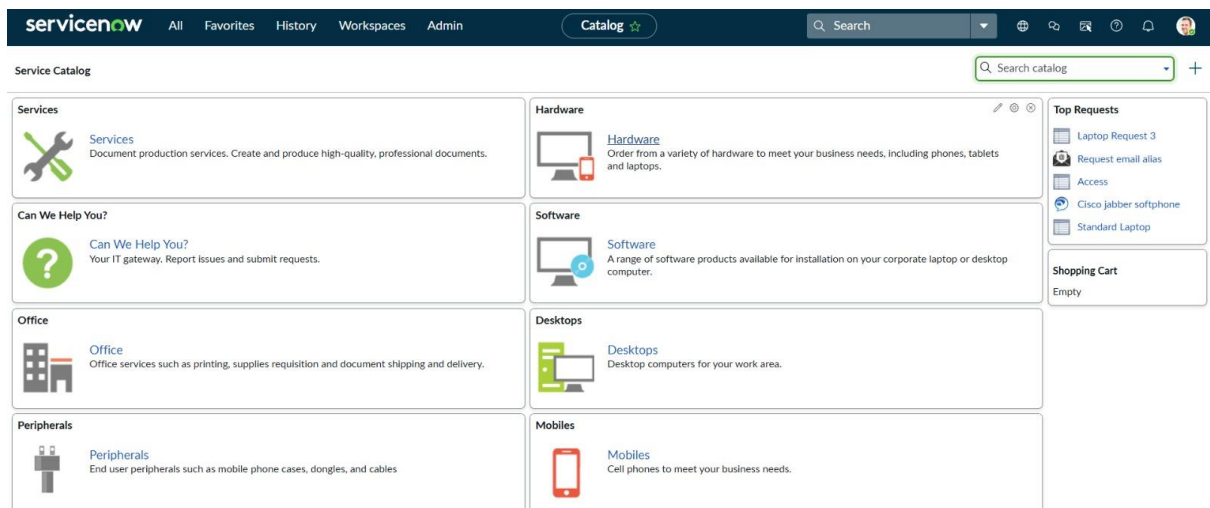 servicenow All Favorites History Workspaces Admin Catalog Search
Service Catalog
Search catalog
Services
Services
Document production services. Create and produce high-quality, professional documents.
Hardware
Hardware
Order from a variety of hardware to meet your business needs, including phones, tablets
and laptops.
Top Requests
Laptop Request 3
Request email alias
Access
Cisco jabber softphone
Standard Laptop
Can We Help You?
Can We Help You?
Your IT gateway. Report issues and submit requests.
Software
Software
A range of software products available for installation on your corporate laptop or desktop
computer.
Shopping Cart
Empty
Office
Office
Office services such as printing, supplies requisition and document shipping and delivery.
Desktops
Desktops
Desktop computers for your work area.
Peripherals
Peripherals
End user peripherals such as mobile phone cases, dongles, and cables
Mobiles
Mobiles
Cell phones to meet your business needs.